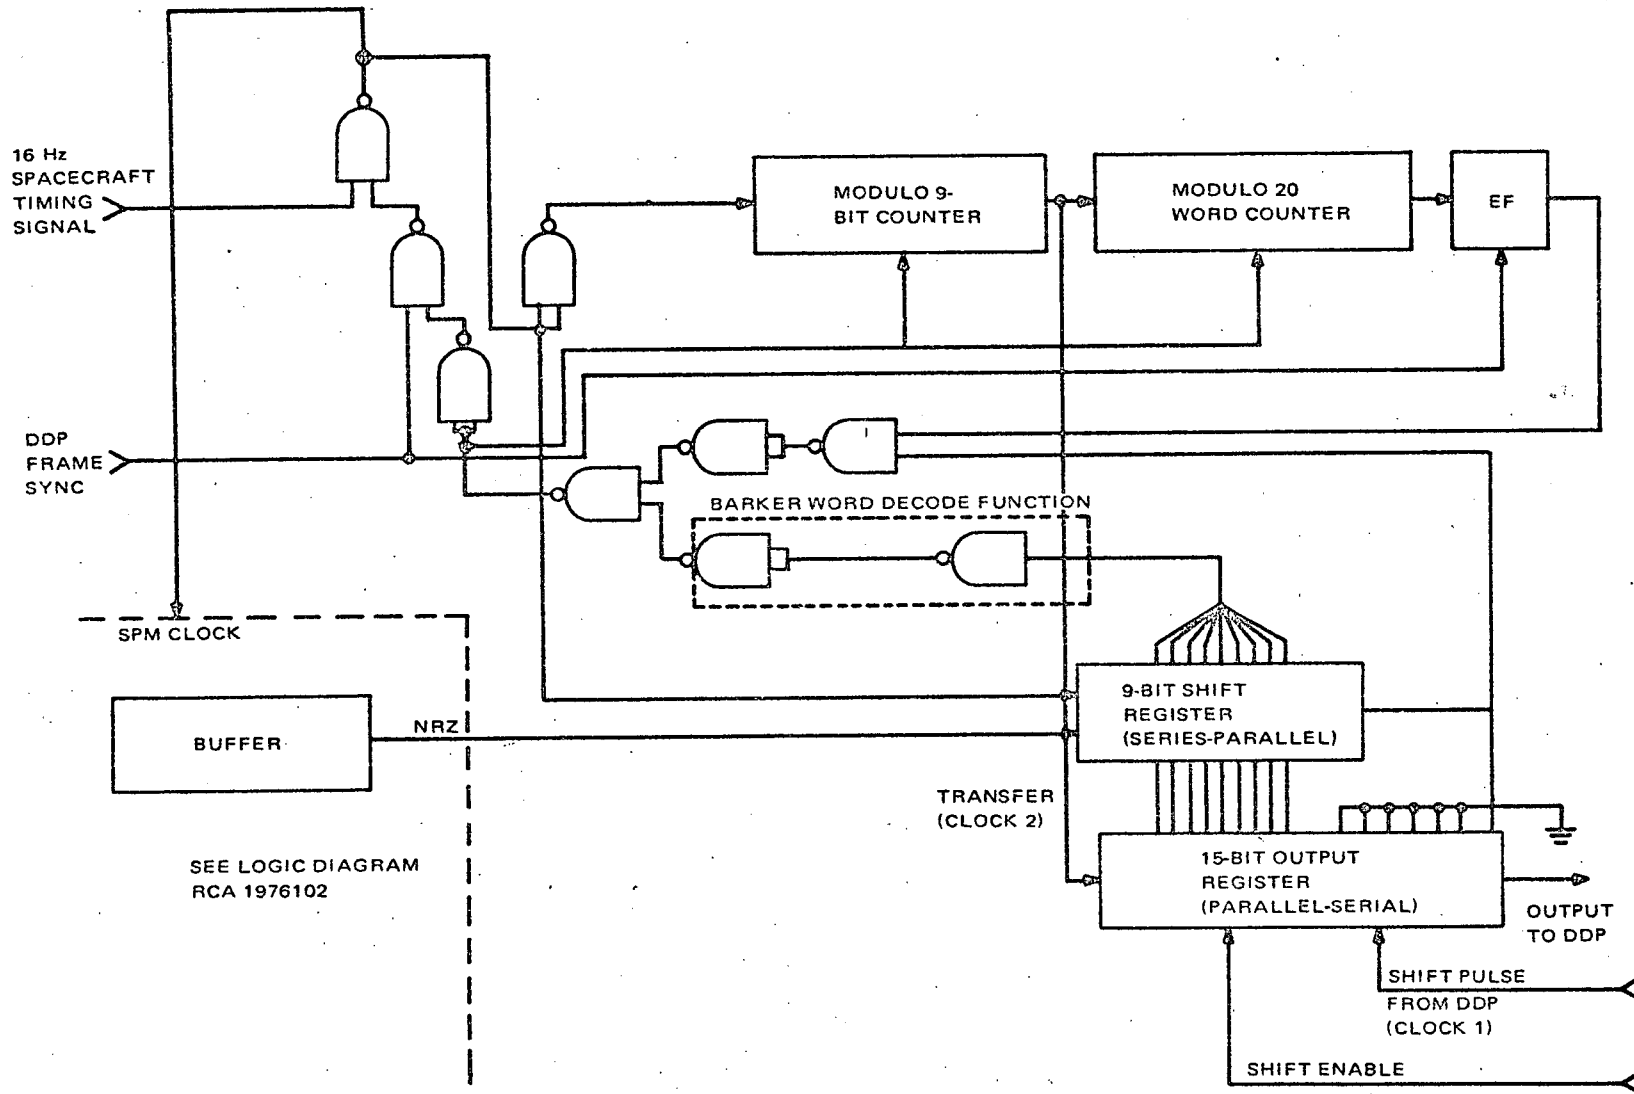 16 Hz
SPACECRAFT
TIMING
SIGNAL
MODULO 9-
BIT COUNTER
MODULO 20
WORD COUNTER
EF
DDP
FRAME
SYNC
BARKER WORD DECODE FUNCTION
SPM CLOCK
BUFFER
NRZ
9-BIT SHIFT
REGISTER
(SERIES-PARALLEL)
TRANSFER
(CLOCK 2)
SEE LOGIC DIAGRAM
RCA 1976102
15-BIT OUTPUT
REGISTER
(PARALLEL-SERIAL)
OUTPUT
TO DDP
SHIFT PULSE
FROM DDP
(CLOCK 1)
SHIFT ENABLE